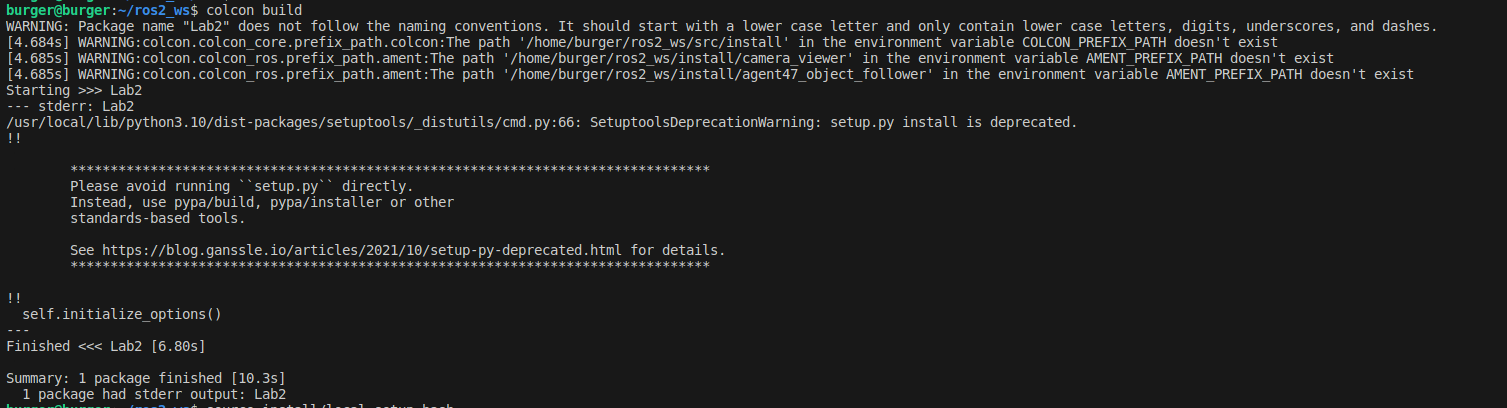 burger@burger:~/ros2_ws$ colcon build
WARNING: Package name "Lab2" does not follow the naming conventions. It should start with a lower case letter and only contain lower case letters, digits, underscores, and dashes.
[4.684s] WARNING:colcon.colcon_core.prefix_path.colcon:The path '/home/burger/ros2_ws/src/install' in the environment variable COLCON_PREFIX_PATH doesn't exist
[4.685s] WARNING:colcon.colcon_ros.prefix_path.ament:The path '/home/burger/ros2_ws/install/camera_viewer' in the environment variable AMENT_PREFIX_PATH doesn't exist
[4.685s] WARNING:colcon.colcon_ros.prefix_path.ament:The path '/home/burger/ros2_ws/install/agent47_object_follower' in the environment variable AMENT_PREFIX_PATH doesn't exist
Starting >>> Lab2
--- stderr: Lab2
/usr/local/lib/python3.10/dist-packages/setuptools/_distutils/cmd.py:66: SetuptoolsDeprecationWarning: setup.py install is deprecated.
!!

        ********************************************************************************
        Please avoid running ``setup.py`` directly.
        Instead, use pypa/build, pypa/installer or other
        standards-based tools.

        See https://blog.ganssle.io/articles/2021/10/setup-py-deprecated.html for details.
        ********************************************************************************

!!
  self.initialize_options()
---
Finished <<< Lab2 [6.80s]

Summary: 1 package finished [10.3s]
  1 package had stderr output: Lab2
burger@burger:~/ros2_ws$ source install/local_setup.bash